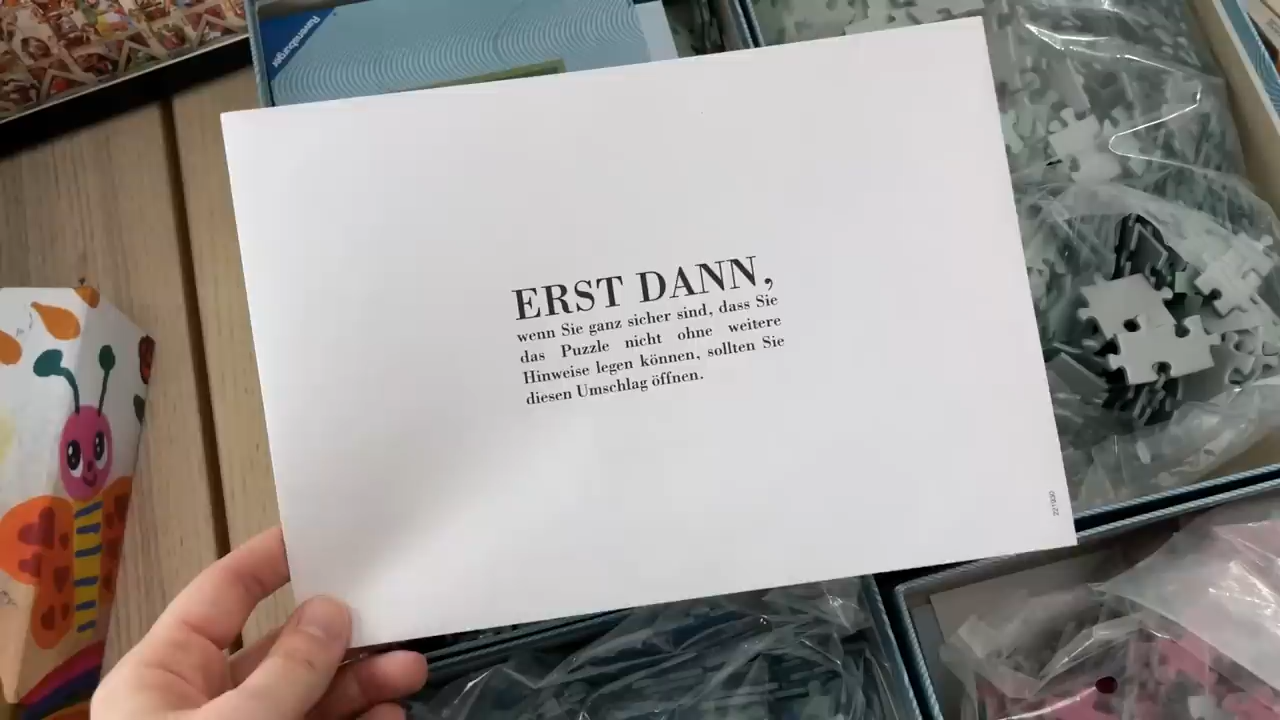 Ravensburger
ERST DANN,
wenn Sie ganz sicher sind, dass Sie
das Puzzle nicht ohne weitere
Hinweise legen können, sollten Sie
diesen Umschlag öffnen.